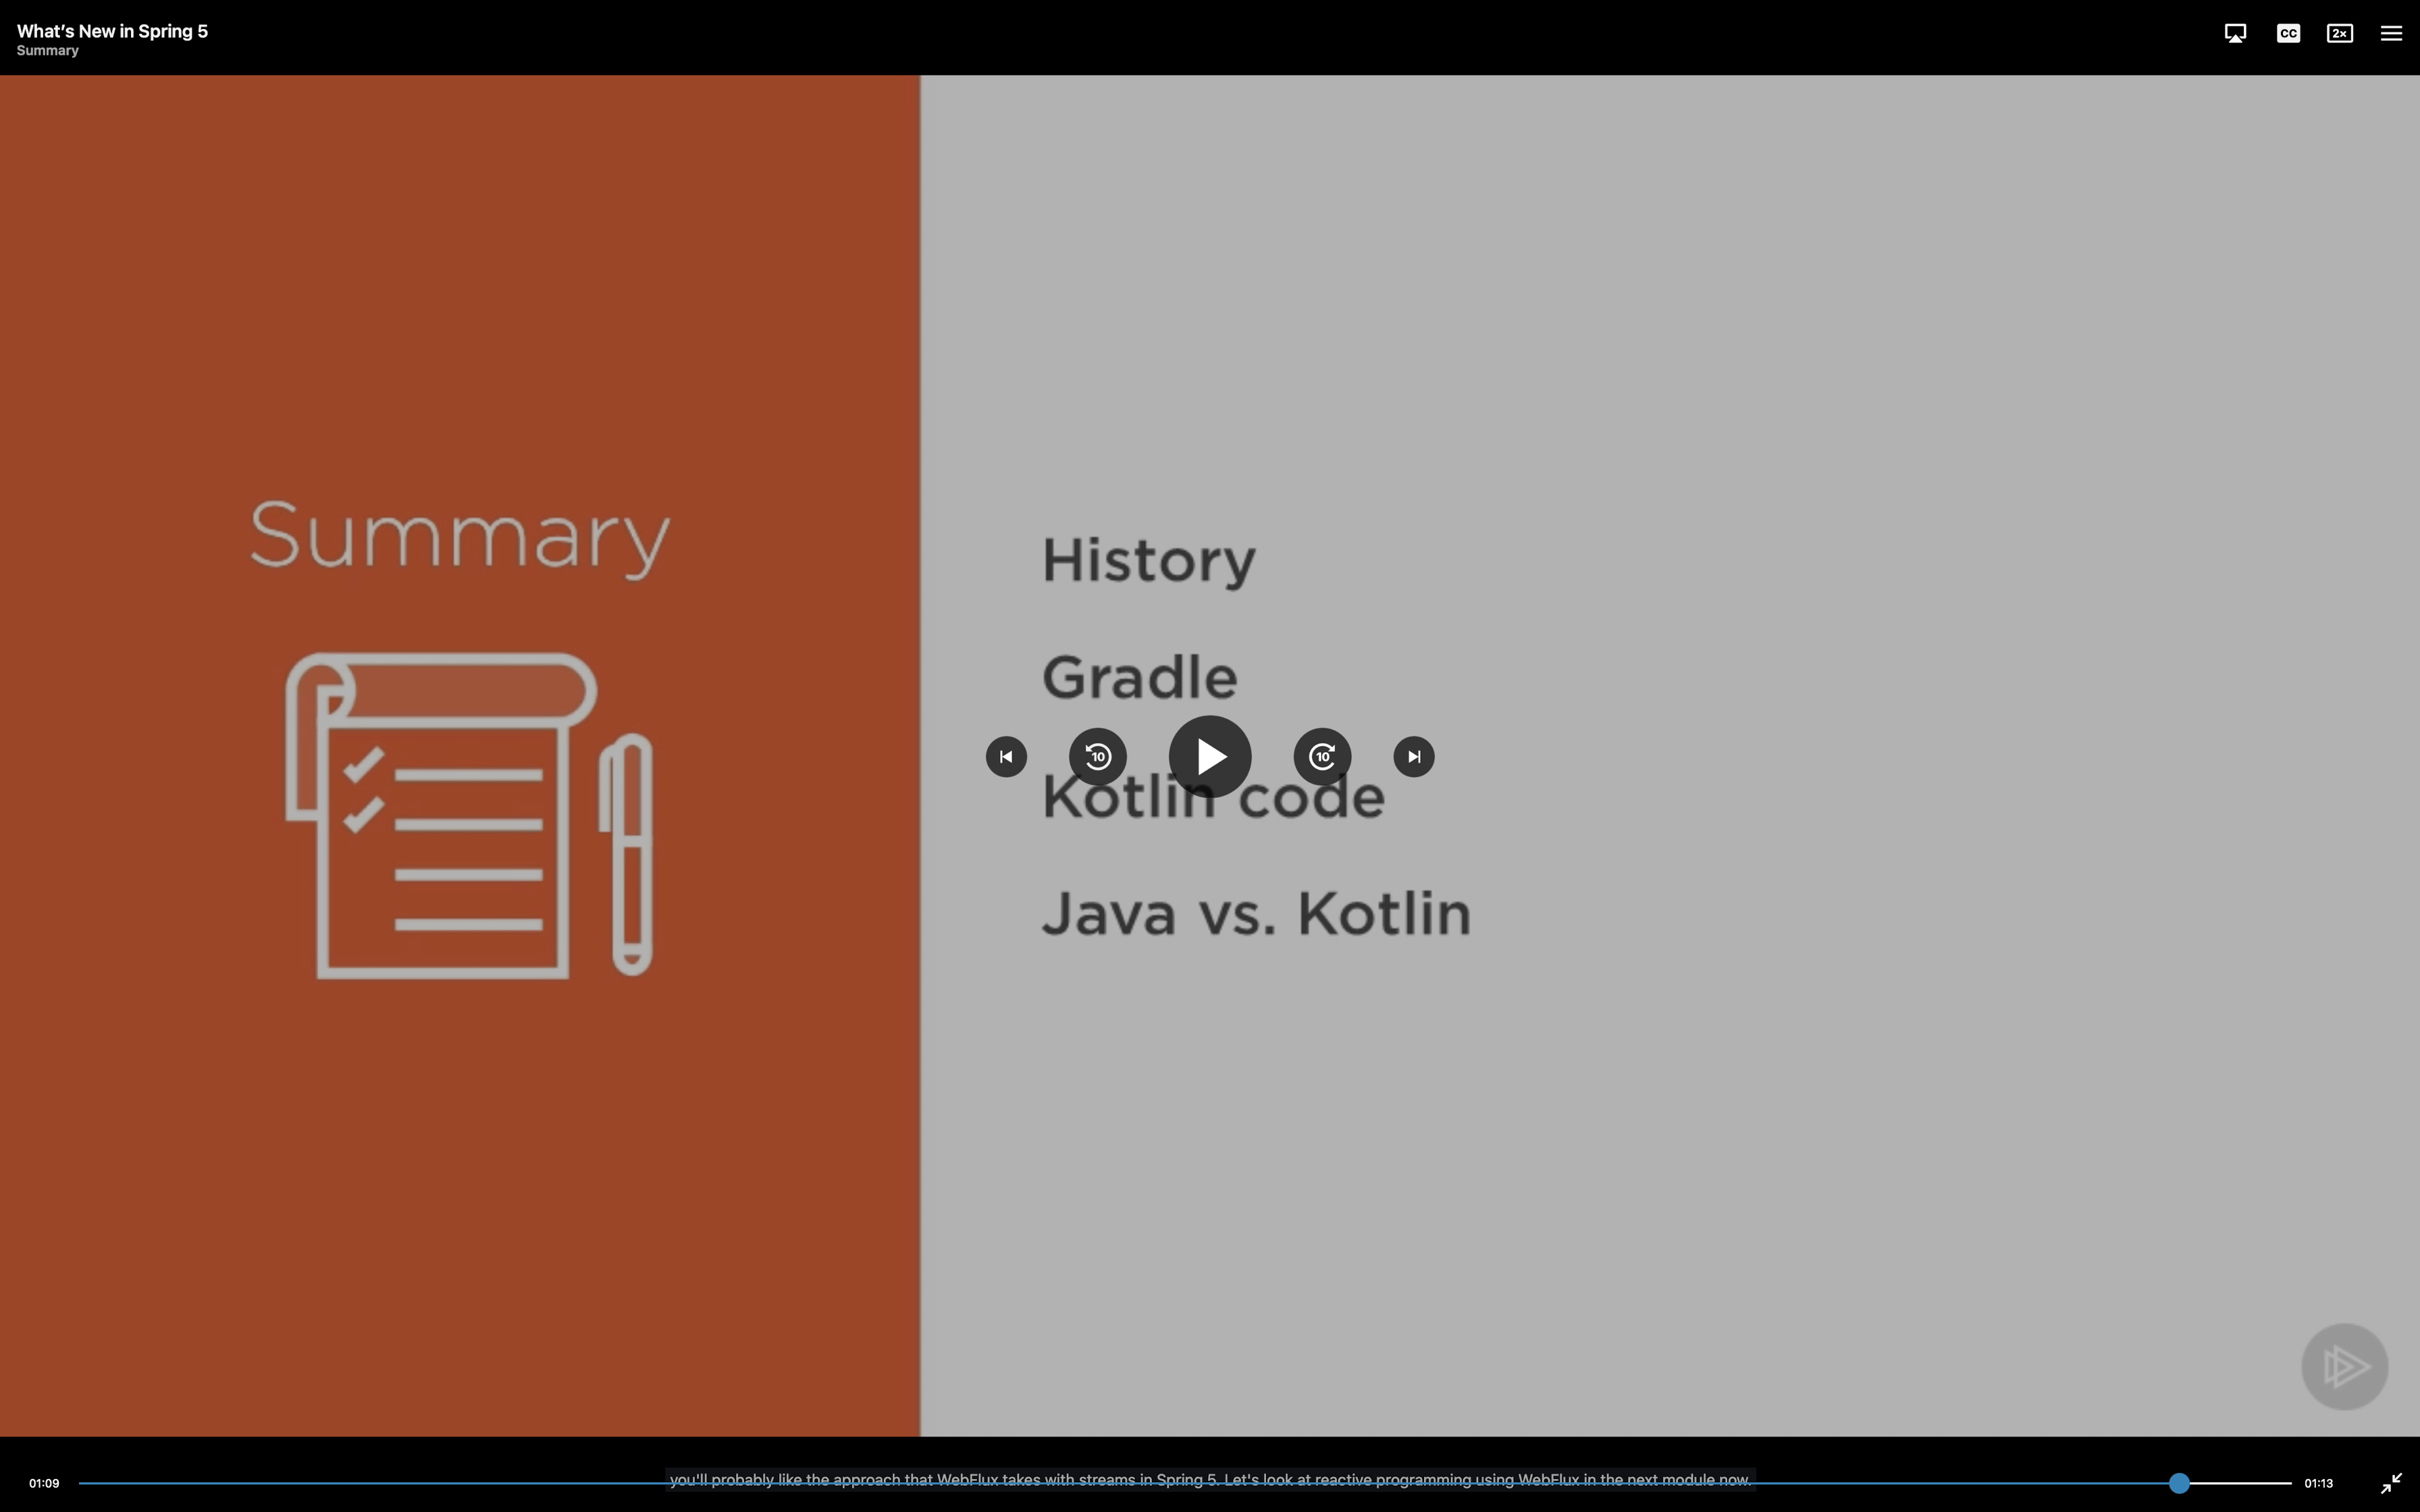 What's New in Spring 5
Summary
CC
2×
Summary
History
Gradle
10
10
Kotlin code
Java vs. Kotlin
you'll probably like the approach that WebFlux takes with streams in Spring 5. Let's look at reactive programming using WebFlux in the next module now.
01:09
01:13